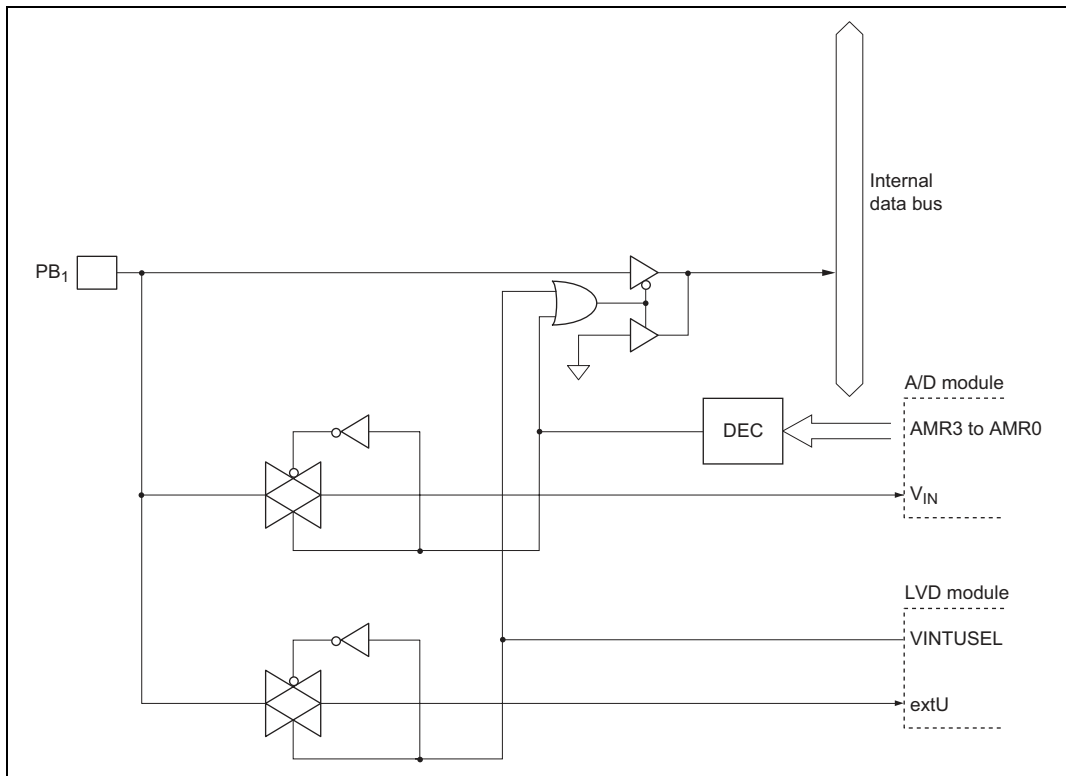 Internal
data bus
PB1
A/D module
DEC
AMR3 to AMR0
VIN
LVD module
VINTUSEL
extU